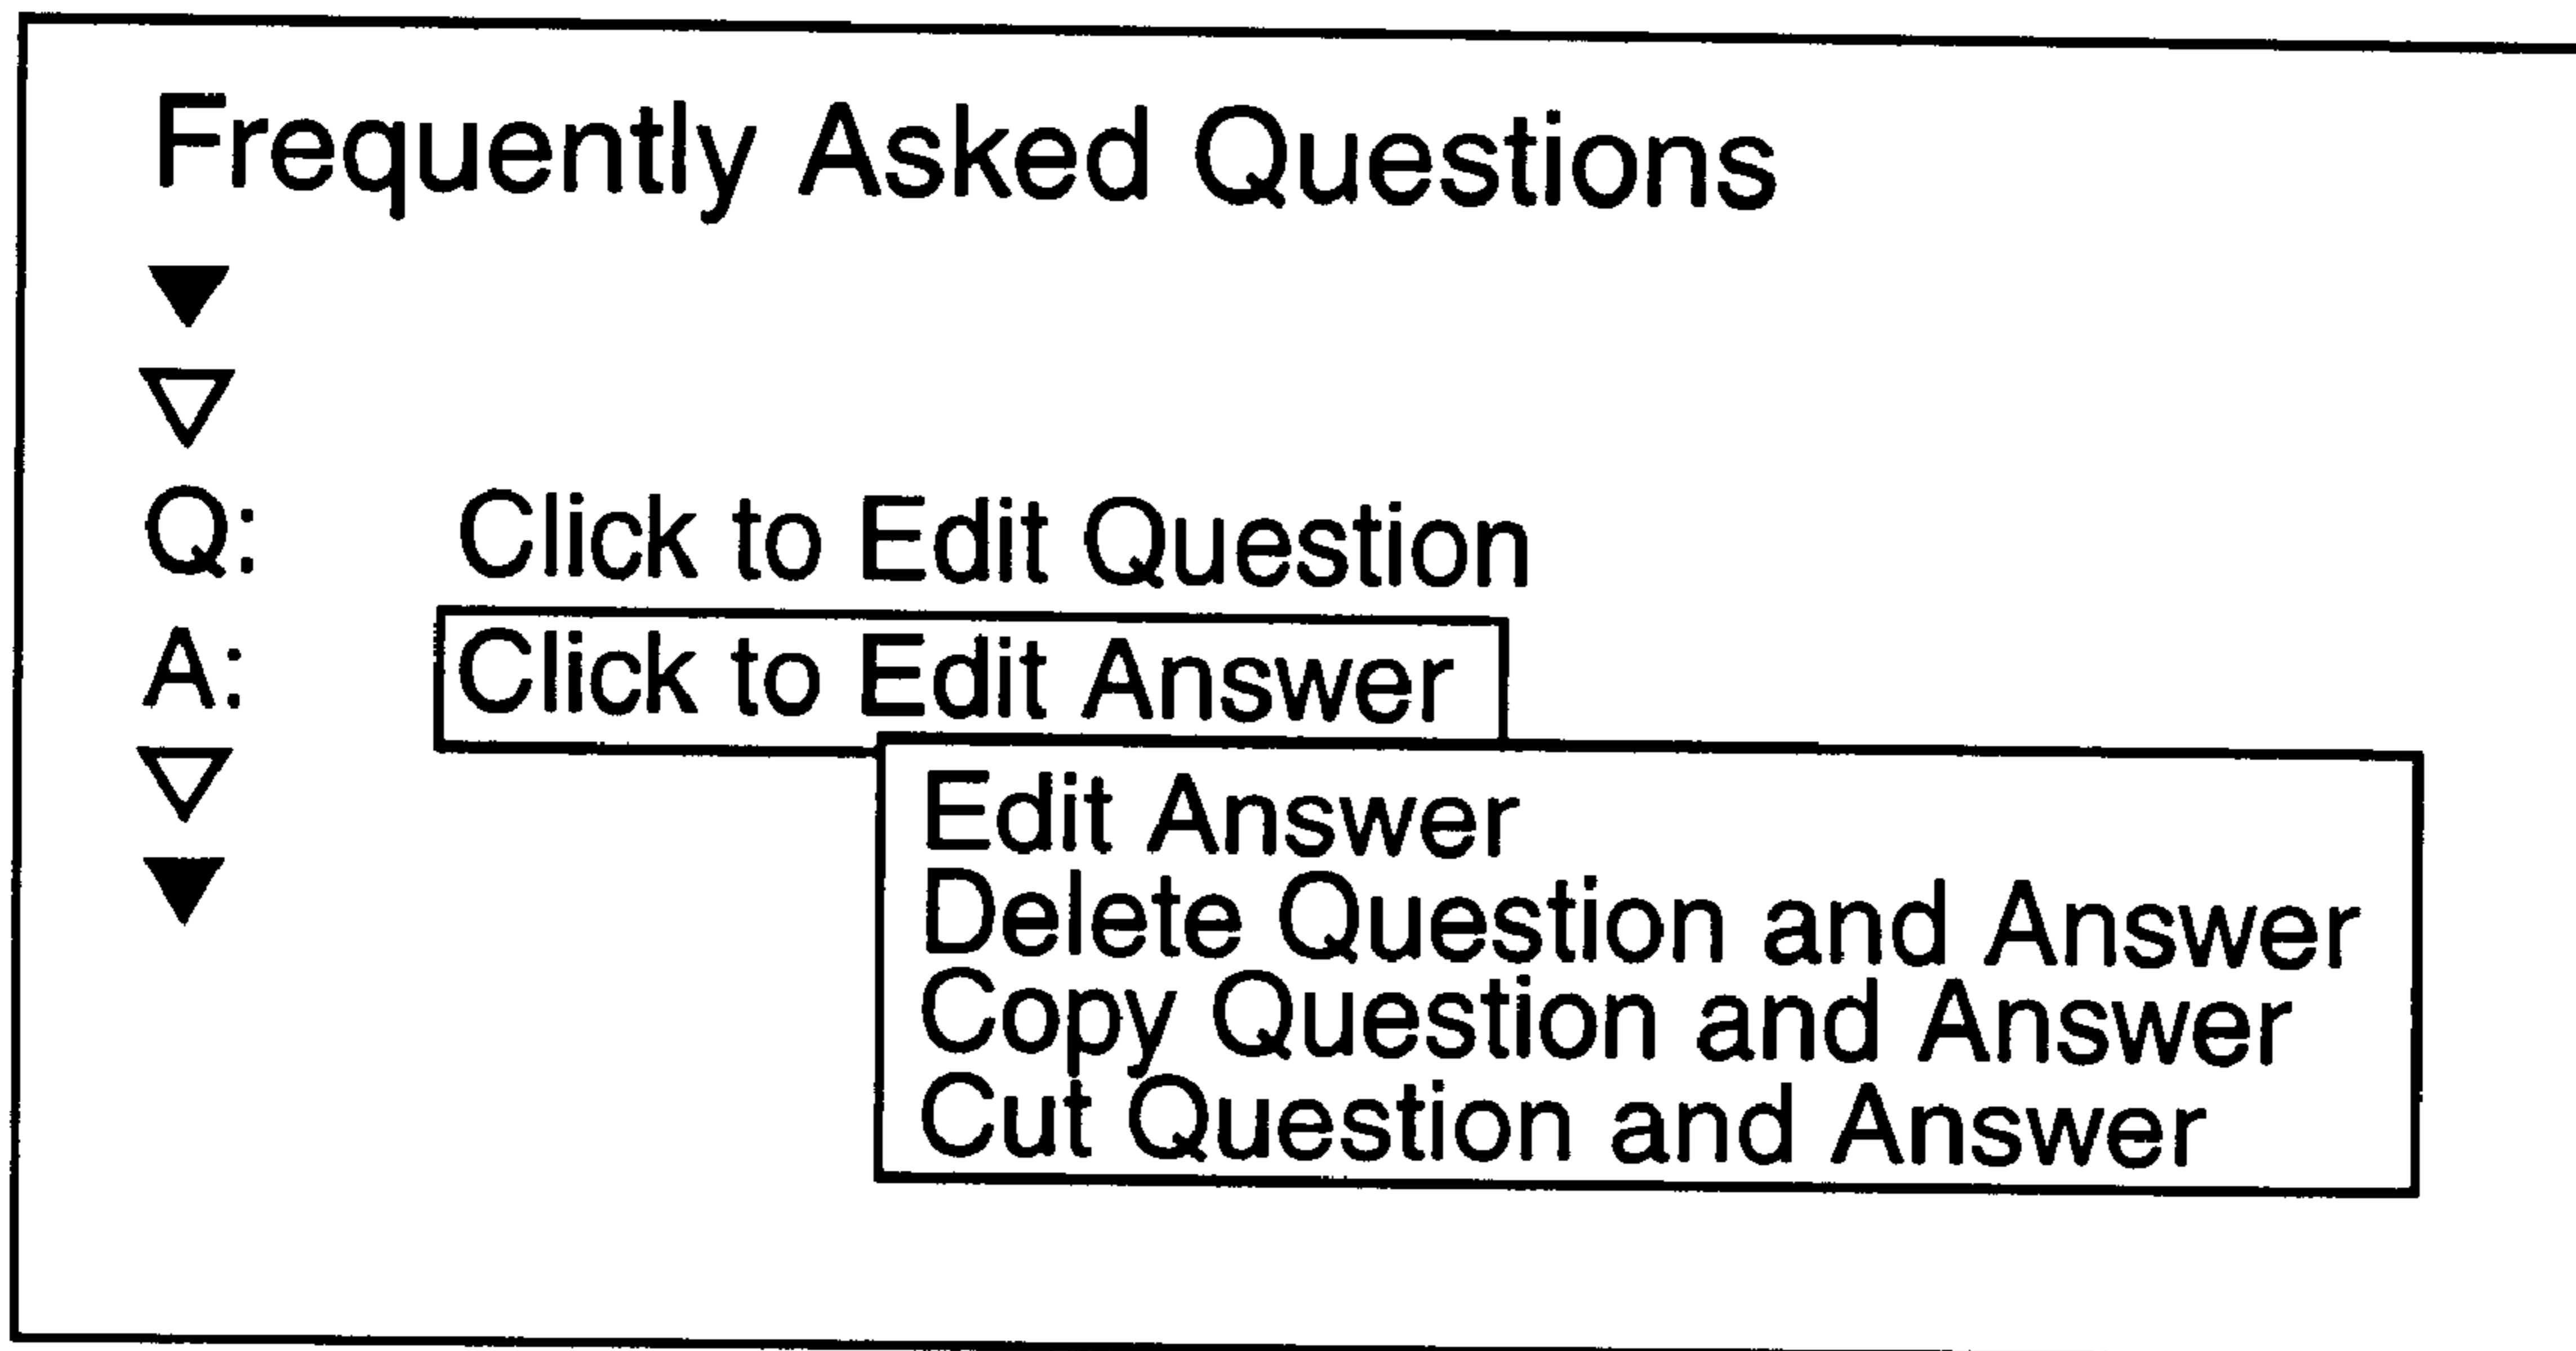 Frequently Asked Questions
Q: Click to Edit Question
A: Click to Edit Answer
Edit Answer
Delete Question and Answer
Copy Question and Answer
Cut Question and Answer